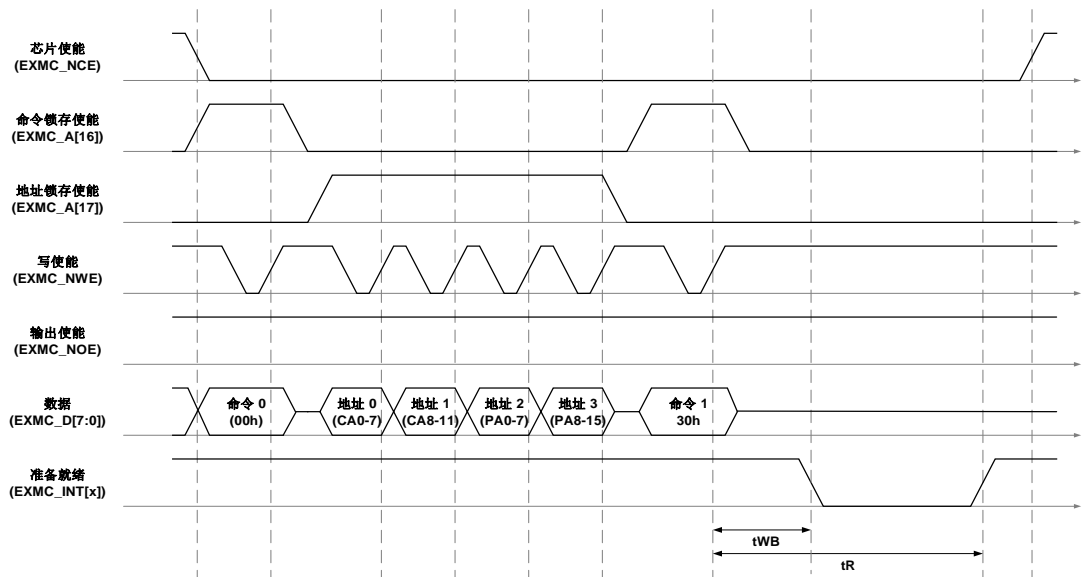 芯片使能
(EXMC_NCE)
命令锁存使能
(EXMC_A[16])
地址锁存使能
(EXMC_A[17])
写使能
(EXMC_NWE)
输出使能
(EXMC_NOE)
数据
(EXMC_D[7:0])
命令 0
(00h)
地址 0
(CA0-7)
地址 1
(CA8-11)
地址 2
(PA0-7)
地址 3
(PA8-15)
命令 1
30h
准备就绪
(EXMC_INT[x])
tWB
tR